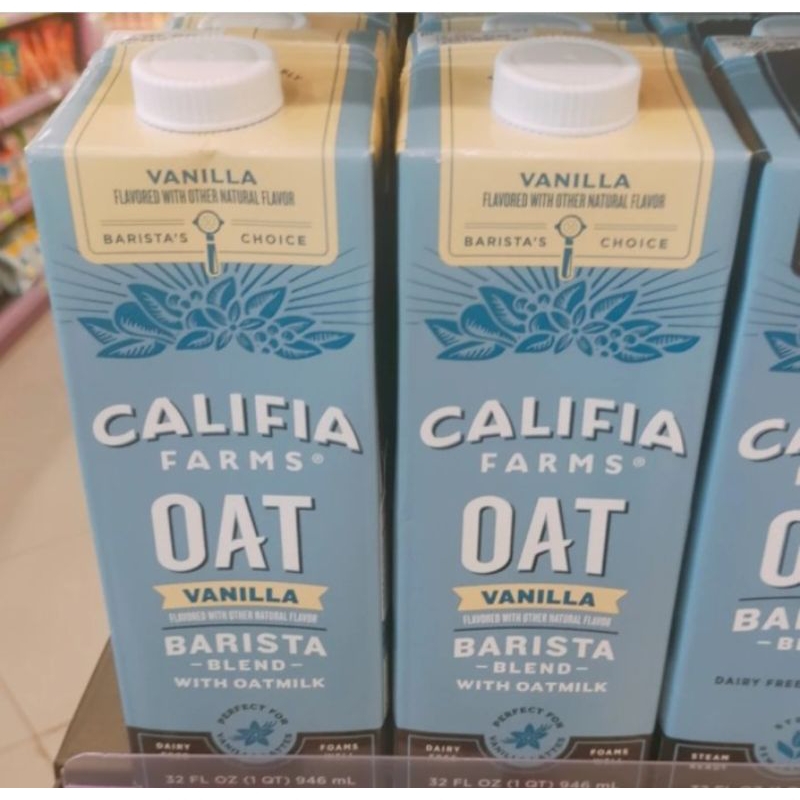 VANILLA
FLAVORED WITH OTHER NATURAL FLAVOR
BARISTA'S CHOICE
CALIFIA
FARMS®
OAT
VANILLA
FLAVORED WITH OTHER NATURAL FLAVOR
BARISTA
-BLEND-
WITH OATMILK
PERFECT FOR
DAIRY
FOAMS
32 FL OZ (1 QT) 946 mL
VANILLA
FLAVORED WITH OTHER NATURAL FLAVOR
BARISTA'S CHOICE
CALIFIA
FARMS®
OAT
VANILLA
FLAVORED WITH OTHER NATURAL FLAVOR
BARISTA
-BLEND-
WITH OATMILK
PERFECT FOR
DAIRY
FOAMS
32 FL OZ (1 QT) 946 mL
DAIRY FREE
STEAM